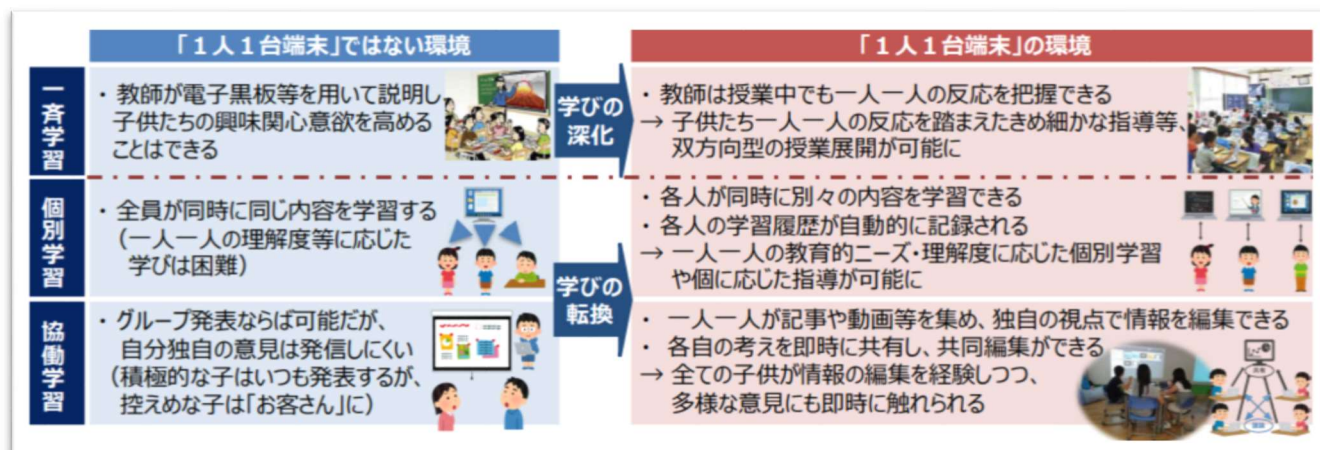 「１人１台端末」ではない環境
「１人１台端末」の環境
一斉学習
・教師が電子黒板等を用いて説明し
子供たちの興味関心意欲を高める
ことはできる
学びの
深化
・教師は授業中でも一人一人の反応を把握できる
→ 子供たち一人一人の反応を踏まえたきめ細かな指導等、
双方向型の授業展開が可能に
個別学習
・全員が同時に同じ内容を学習する
（一人一人の理解度等に応じた
学びは困難）
学びの
転換
・各人が同時に別々の内容を学習できる
・各人の学習履歴が自動的に記録される
→ 一人一人の教育的ニーズ・理解度に応じた個別学習
や個に応じた指導が可能に
協働学習
・グループ発表ならば可能だが、
自分独自の意見は発信しにくい
（積極的な子はいつも発表するが、
控えめな子は「お客さん」に）
・一人一人が記事や動画等を集め、独自の視点で情報を編集できる
・各自の考えを即時に共有し、共同編集ができる
→ 全ての子供が情報の編集を経験しつつ、
多様な意見にも即時に触れられる